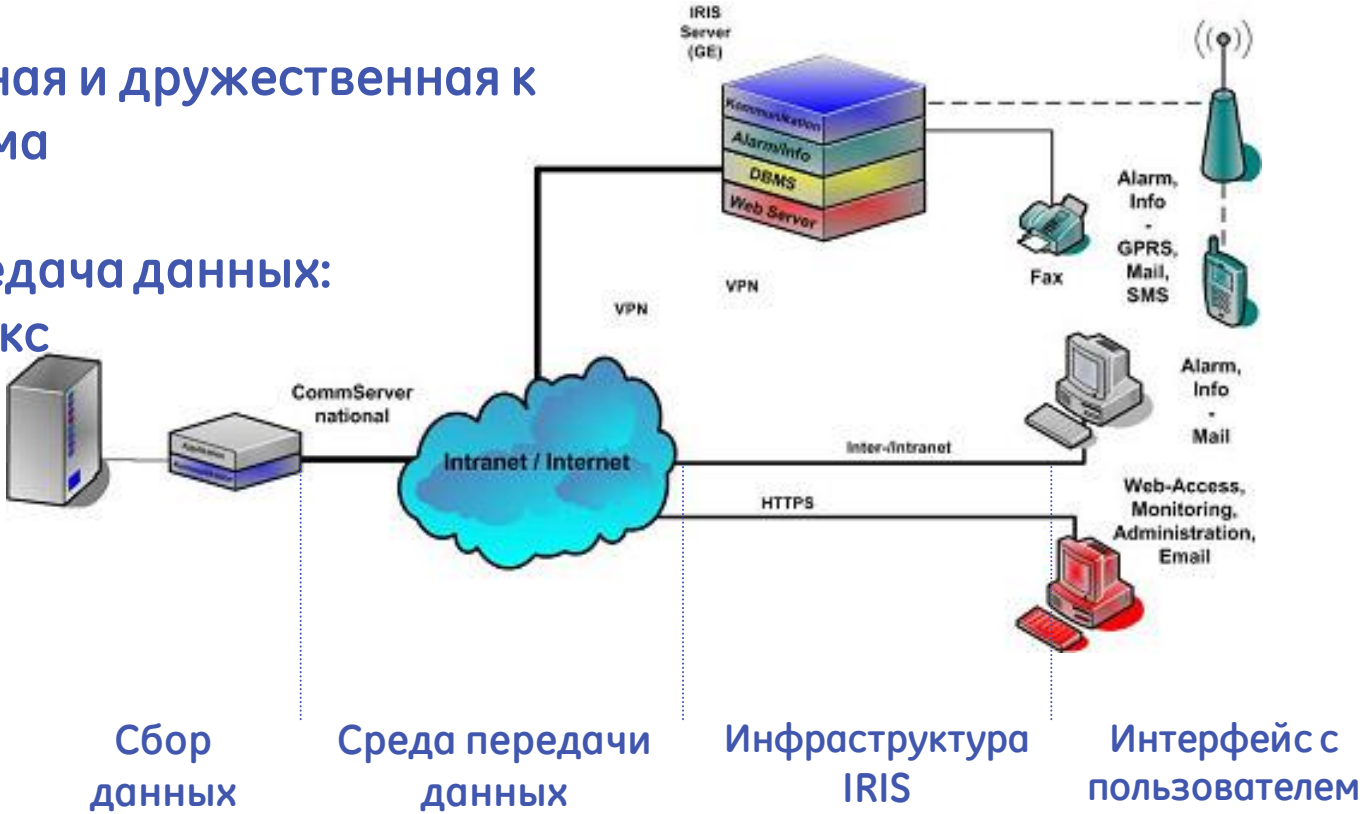 IRIS
Server
(GE)
ная и дружественная к
ма
едача данных:
кс
Kommunikation
Alarm/Info
DBMS
Web Server
Alarm,
Info
-
GPRS,
Mail,
SMS
Fax
VPN
VPN
CommServer
national
Intranet / Internet
Inter-/Intranet
HTTPS
Alarm,
Info
-
Mail
Web-Access,
Monitoring,
Administration,
Email
Application
Сбор
данных
Среда передачи
данных
Инфраструктура
IRIS
Интерфейс с
пользователем